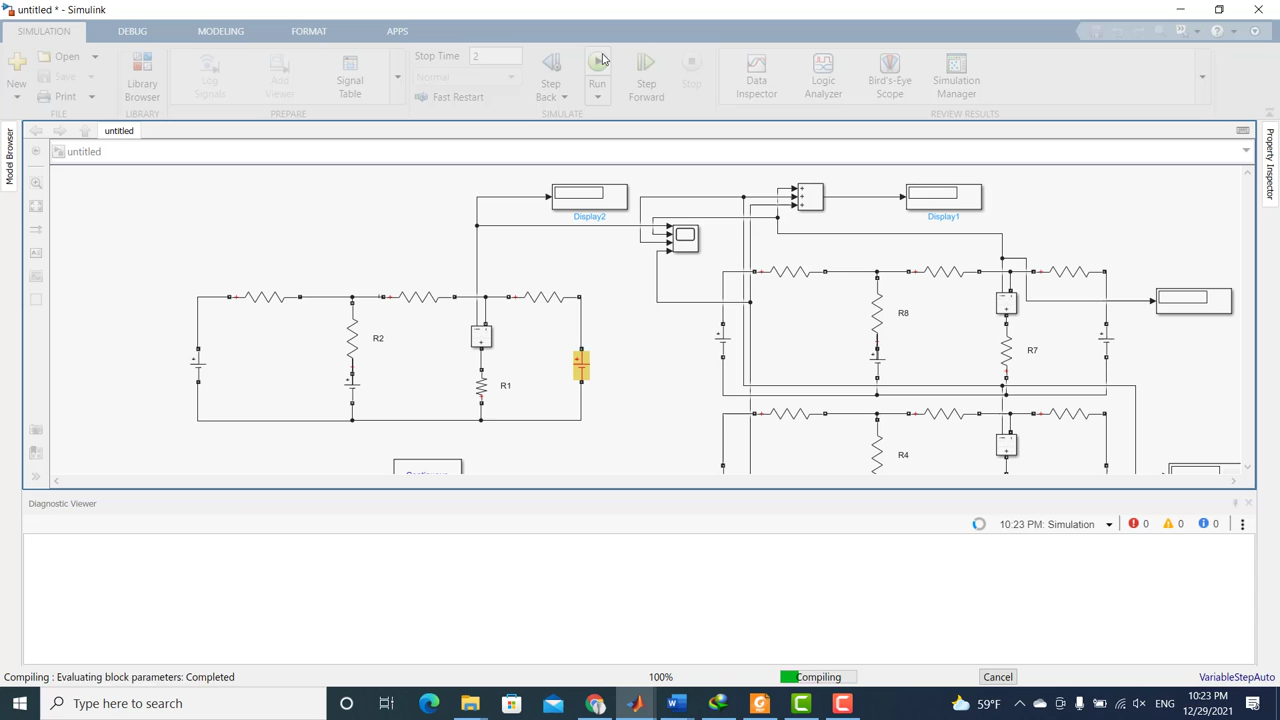 untitled * - Simulink
SIMULATION DEBUG MODELING FORMAT APPS
New
Open
Save
Print
FILE
Library Browser
LIBRARY
Log Signals
Add Viewer
Signal Table
PREPARE
Stop Time 2
Normal
Fast Restart
Step Back
Run
Step Forward
Stop
SIMULATE
Data Inspector
Logic Analyzer
Bird's-Eye Scope
Simulation Manager
REVIEW RESULTS
Model Browser
untitled
untitled
Property Inspector
Display2
Display1
R2
R1
R8
R7
R4
Continuous
Diagnostic Viewer
10:23 PM: Simulation 0 0 0
Compiling : Evaluating block parameters: Completed 100% Compiling Cancel VariableStepAuto
Type here to search
59°F
ENG
10:23 PM
12/29/2021